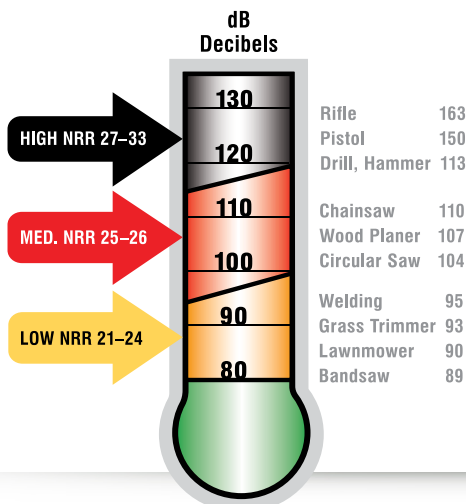 dB
Decibels
130
120
110
100
90
80
HIGH NRR 27–33
MED. NRR 25–26
LOW NRR 21–24
Rifle 163
Pistol 150
Drill, Hammer 113
Chainsaw 110
Wood Planer 107
Circular Saw 104
Welding 95
Grass Trimmer 93
Lawnmower 90
Bandsaw 89